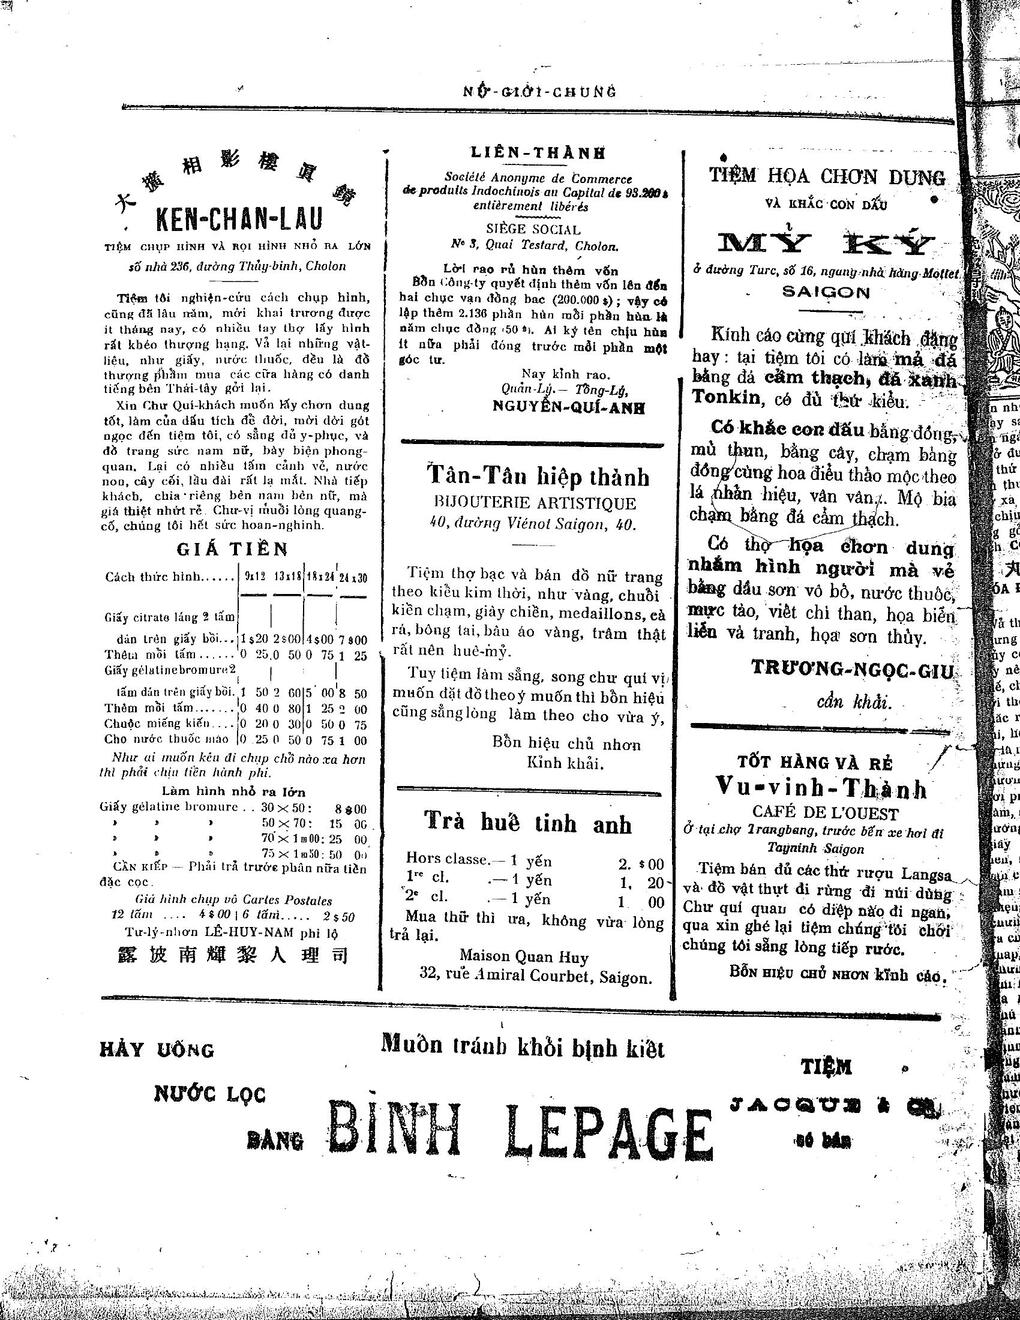 NỮ-GIỚI-CHUNG
大擴相影樓眞鏡
KEN-CHAN-LAU
TIỆM CHỤP HÌNH VÀ RỌI HÌNH NHỎ RA LỚN
số nhà 236, đường Thủy-binh, Cholon
Tiệm tôi nghiện-cứu cách chụp hình,
cũng đã lâu năm, mới khai trương được
ít tháng nay, có nhiều tay thợ lấy hình
rất khéo thượng hạng. Vả lại những vật-
liệu, như giấy, nước thuốc, đều là đồ
thượng phẩm mua các cửa hàng có danh
tiếng bên Thái-tây gởi lại.
Xin Chư Quí-khách muốn lấy chơn dung
tốt, làm của dấu tích để đời, mời dời gót
ngọc đến tiệm tôi, có sẵng đủ y-phục, và
đồ trang sức nam nữ, bày biện phong-
quan. Lại có nhiều tấm cảnh vẻ, nước
non, cây cối, lầu đài rất lạ mắt. Nhà tiếp
khách, chia riêng bên nam bên nữ, mà
giá thiệt nhứt rẻ. Chư-vị muỗi lòng quang-
cố, chúng tôi hết sức hoan-nghinh.
GIÁ TIỀN
Cách thức hình...... 9x12 13x18 18x24 24x30
Giấy citrate láng 2 tấm
dán trên giấy bồi... 1$20 2$00 4$00 7$00
Thêm mỗi tấm...... 0 25 0 50 0 75 1 25
Giấy gélatine bromure 2
tấm dán trên giấy bồi. 1 50 2 60 5 00 8 50
Thêm mỗi tấm..... 0 40 0 80 1 25 2 00
Chuộc miếng kiến.... 0 20 0 30 0 50 0 75
Cho nước thuốc màu 0 25 0 50 0 75 1 00
Như ai muốn kêu đi chụp chỗ nào xa hơn
thì phải chịu tiền hành phí.
Làm hình nhỏ ra lớn
Giấy gélatine bromure .. 30×50: 8$00
» » » 50×70: 15 00
» » » 70×1m00: 25 00
» » » 75×1m50: 50 00
CẦN KIẾP — Phải trả trước phân nữa tiền
đặc cọc.
Giá hình chụp vô Cartes Postales
12 tấm .... 4$00 | 6 tấm..... 2$50
Tư-lý-nhơn LÊ-HUY-NAM phi lộ
露披南輝黎人理司
LIÊN-THÀNH
Société Anonyme de Commerce
de produits Indochinois au Capital de 93.200$
entièrement libérés
SIÈGE SOCIAL
No 3, Quai Testard, Cholon.
Lời rao rủ hùn thêm vốn
Bổn Công-ty quyết định thêm vốn lên đến
hai chục vạn đồng bạc (200.000$); vậy có
lập thêm 2.136 phần hùn mỗi phần hùn là
năm chục đồng (50$). Ai ký tên chịu hùn
ít nữa phải đóng trước mỗi phần một
góc tư.
Nay kính rao.
Quản-Lý.— Tổng-Lý,
NGUYỄN-QUÍ-ANH
Tân-Tân hiệp thành
BIJOUTERIE ARTISTIQUE
40, đường Viénot Saigon, 40.
Tiệm thợ bạc và bán đồ nữ trang
theo kiểu kim thời, như vàng, chuỗi
kiền chạm, giây chiền, medaillons, cà
rá, bông tai, bâu áo vàng, trâm thật
rất nên huê-mỹ.
Tuy tiệm làm sẵng, song chư quí vị
muốn dặt đồ theo ý muốn thì bổn hiệu
cũng sẵng lòng làm theo cho vừa ý,
Bổn hiệu chủ nhơn
Kính khải.
Trà huề tinh anh
Hors classe.— 1 yến 2. $00
1re cl. .— 1 yến 1, 20
2e cl. .— 1 yến 1 00
Mua thử thì ưa, không vừa lòng
trả lại.
Maison Quan Huy
32, rue Amiral Courbet, Saigon.
TIỆM HỌA CHƠN DUNG
VÀ KHẮC CON DẤU
MỸ KÝ
ở đường Turc, số 16, ngang nhà hàng Mottet
SAIGON
Kính cáo cùng quí khách đặng
hay: tại tiệm tôi có làm mả đá
bằng đá cẩm thạch, đá xanh
Tonkin, có đủ thứ kiểu.
Có khắc con dấu bằng đồng,
mủ thun, bằng cây, chạm bằng
đồng cùng hoa điểu thảo mộc theo
lá nhản hiệu, vân vân.. Mộ bia
chạm bằng đá cẩm thạch.
Có thợ họa chơn dung
nhắm hình người mà vẻ
bằng dầu sơn vô bố, nước thuốc,
mực tàu, viết chì than, họa biển
liễn và tranh, họa sơn thủy.
TRƯƠNG-NGỌC-GIU
cẩn khải.
TỐT HÀNG VÀ RẺ
Vu-vinh-Thành
CAFÉ DE L'OUEST
Ở tại chợ Trangbang, trước bến xe hơi đi
Tayninh Saigon
Tiệm bán đủ các thứ rượu Langsa
và đồ vật thực đi rừng đi núi dùng
Chư quí quan có diệp nào đi ngan,
qua xin ghé lại tiệm chúng tôi chơi
chúng tôi sẵng lòng tiếp rước.
BỔN HIỆU CHỦ NHƠN kính cáo.
HÃY UỐNG
NƯỚC LỌC
BẰNG
Muốn tránh khỏi bịnh kiết
BÌNH LEPAGE
TIỆM
JACQUE &
có bán